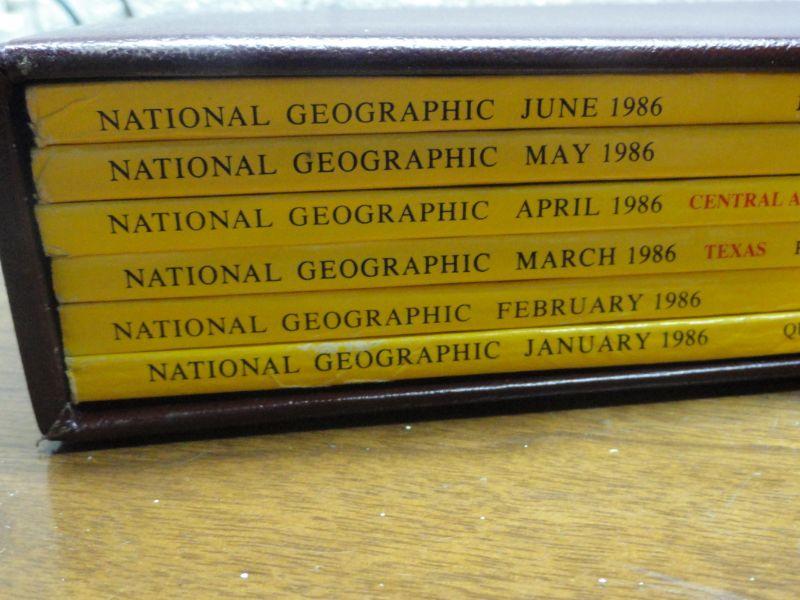 NATIONAL GEOGRAPHIC JUNE 1986
NATIONAL GEOGRAPHIC MAY 1986
NATIONAL GEOGRAPHIC APRIL 1986 CENTRAL A
NATIONAL GEOGRAPHIC MARCH 1986 TEXAS
NATIONAL GEOGRAPHIC FEBRUARY 1986
NATIONAL GEOGRAPHIC JANUARY 1986